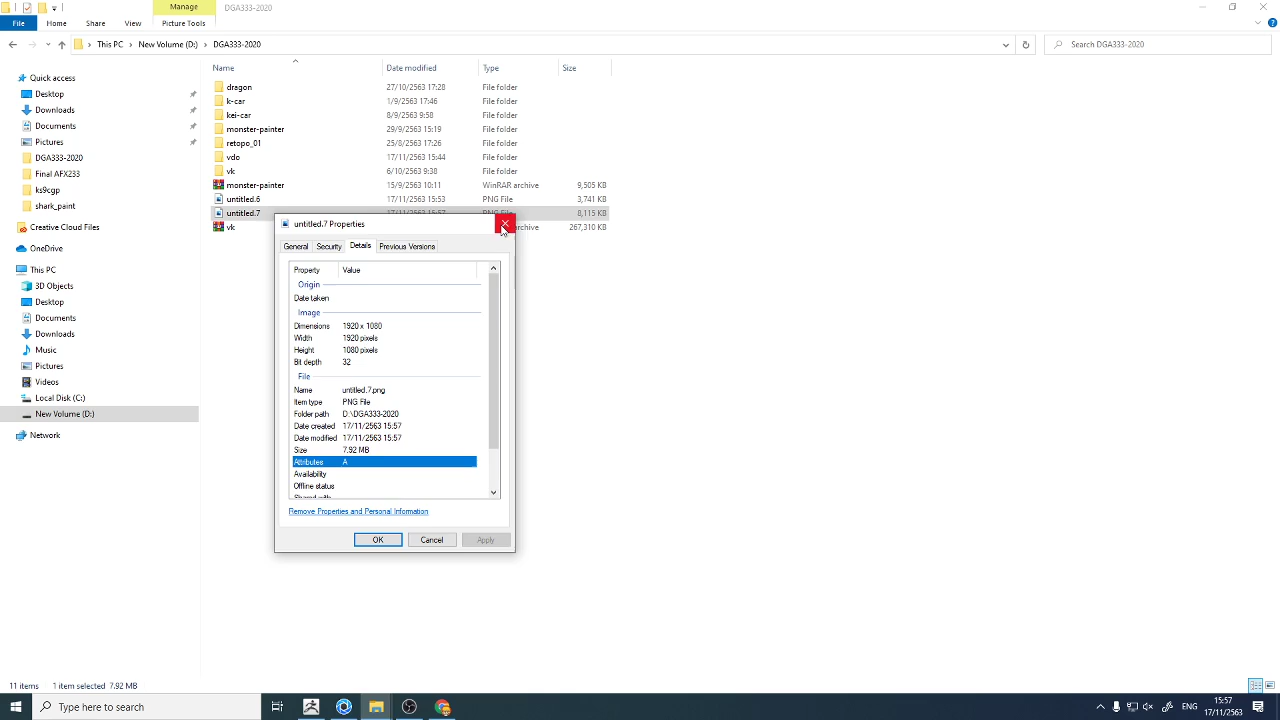 Manage
DGA333-2020
File
Home
Share
View
Picture Tools
This PC
New Volume (D:)
DGA333-2020
Search DGA333-2020
Name
Date modified
Type
Size
Quick access
Desktop
Downloads
Documents
Pictures
DGA333-2020
Final AFX233
ks9cgp
shark_paint
Creative Cloud Files
OneDrive
This PC
3D Objects
Desktop
Documents
Downloads
Music
Pictures
Videos
Local Disk (C:)
New Volume (D:)
Network
dragon 27/10/2563 17:28 File folder
k-car 1/9/2563 17:46 File folder
kei-car 8/9/2563 9:58 File folder
monster-painter 29/9/2563 15:19 File folder
retopo_01 25/8/2563 17:26 File folder
vdo 17/11/2563 15:44 File folder
vk 6/10/2563 9:38 File folder
monster-painter 15/9/2563 10:11 WinRAR archive 9,505 KB
untitled.6 17/11/2563 15:53 PNG File 3,741 KB
untitled.7 17/11/2563 15:57 PNG File 8,115 KB
vk rchive 267,310 KB
untitled.7 Properties
General
Security
Details
Previous Versions
Property Value
Origin
Date taken
Image
Dimensions 1920 x 1080
Width 1920 pixels
Height 1080 pixels
Bit depth 32
File
Name untitled.7.png
Item type PNG File
Folder path D:\DGA333-2020
Date created 17/11/2563 15:57
Date modified 17/11/2563 15:57
Size 7.92 MB
Attributes A
Availability
Offline status
Shared with
Remove Properties and Personal Information
OK
Cancel
Apply
11 items 1 item selected 7.92 MB
Type here to search
ENG
15:57
17/11/2563